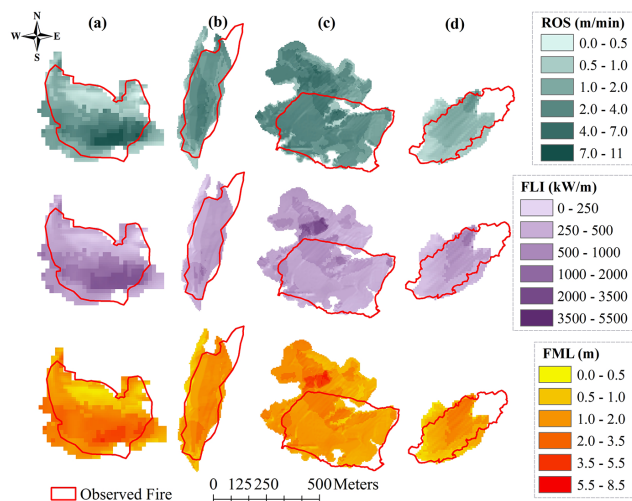 (a) (b) (c) (d)
N
W E
S
ROS (m/min)
0.0 - 0.5
0.5 - 1.0
1.0 - 2.0
2.0 - 4.0
4.0 - 7.0
7.0 - 11
FLI (kW/m)
0 - 250
250 - 500
500 - 1000
1000 - 2000
2000 - 3500
3500 - 5500
FML (m)
0.0 - 0.5
0.5 - 1.0
1.0 - 2.0
2.0 - 3.5
3.5 - 5.5
5.5 - 8.5
Observed Fire
0 125 250 500 Meters